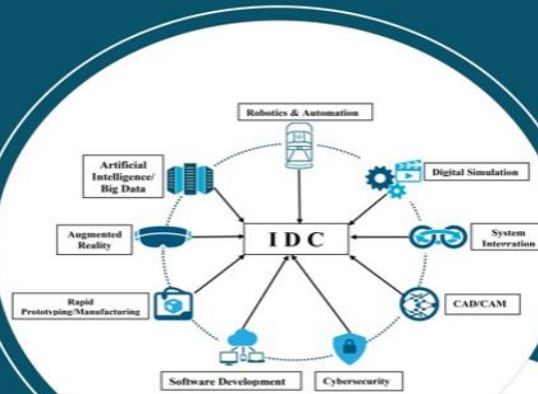 Robotics & Automation
Artificial
Intelligence/
Big Data
Digital Simulation
Augmented
Reality
I D C
System
Integration
Rapid
Prototyping/Manufacturing
CAD/CAM
Software Development
Cybersecurity